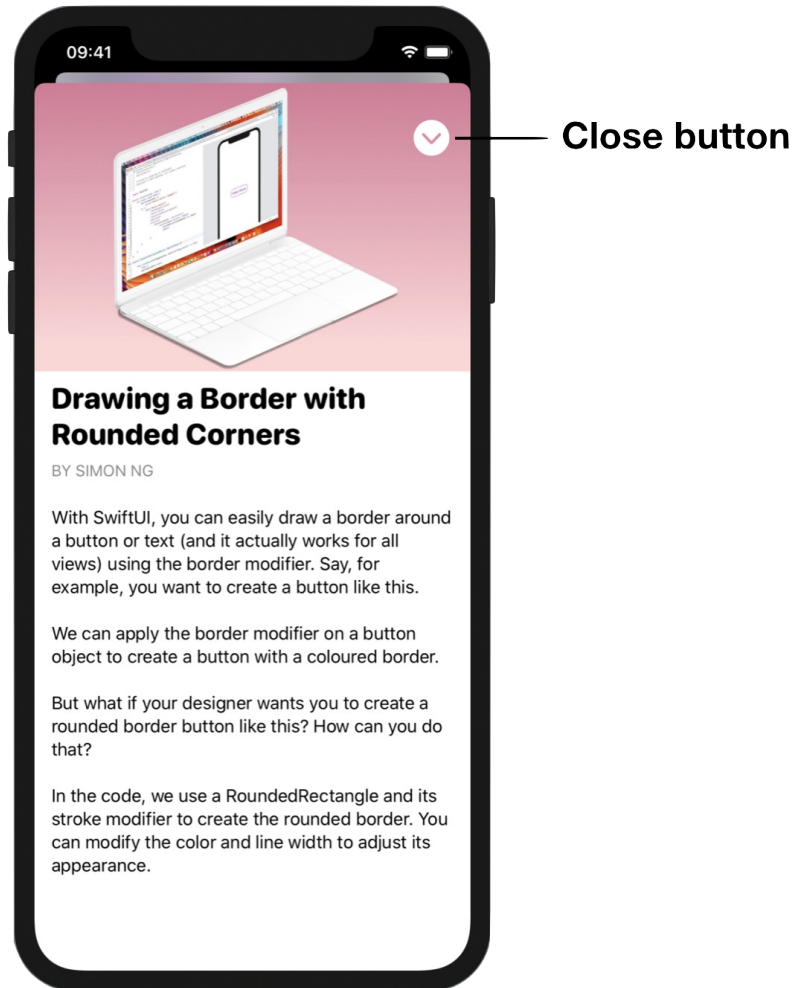 09:41
Close button
Drawing a Border with
Rounded Corners
BY SIMON NG
With SwiftUI, you can easily draw a border around
a button or text (and it actually works for all
views) using the border modifier. Say, for
example, you want to create a button like this.
We can apply the border modifier on a button
object to create a button with a coloured border.
But what if your designer wants you to create a
rounded border button like this? How can you do
that?
In the code, we use a RoundedRectangle and its
stroke modifier to create the rounded border. You
can modify the color and line width to adjust its
appearance.